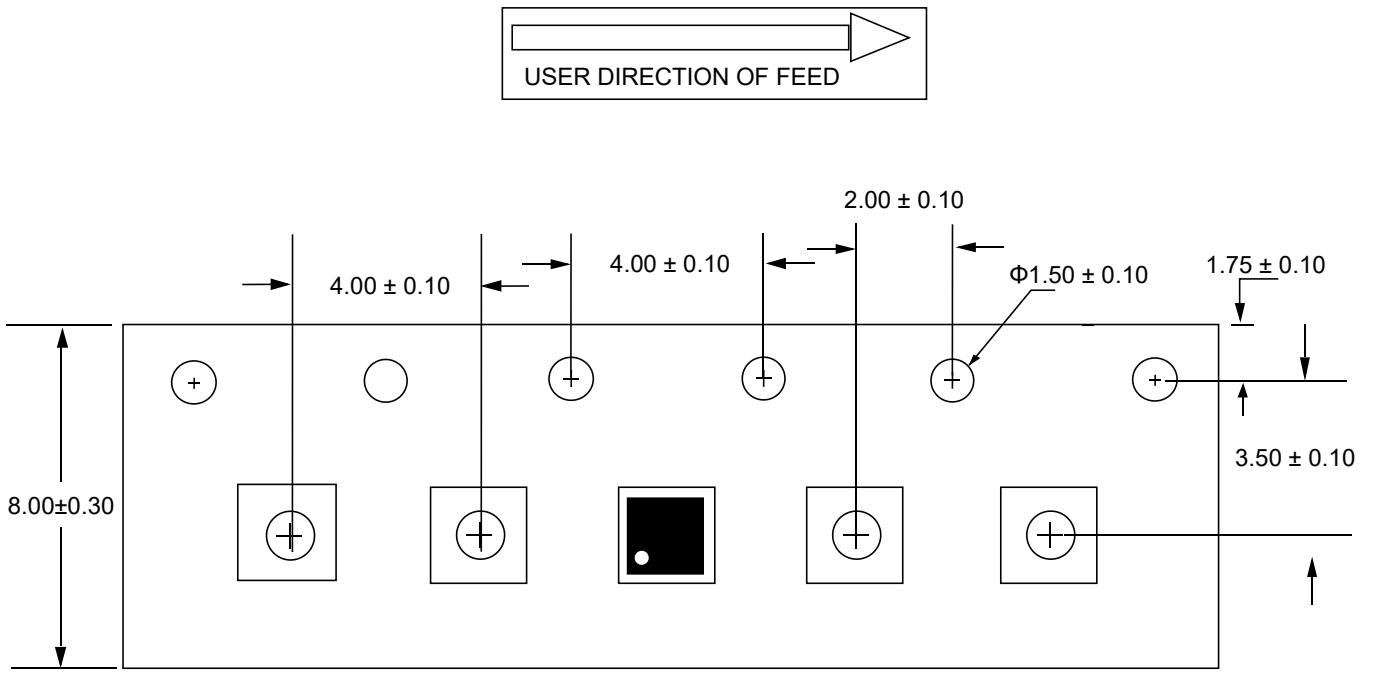 USER DIRECTION OF FEED
2.00 ± 0.10
4.00 ± 0.10
4.00 ± 0.10
Φ1.50 ± 0.10
1.75 ± 0.10
3.50 ± 0.10
8.00±0.30